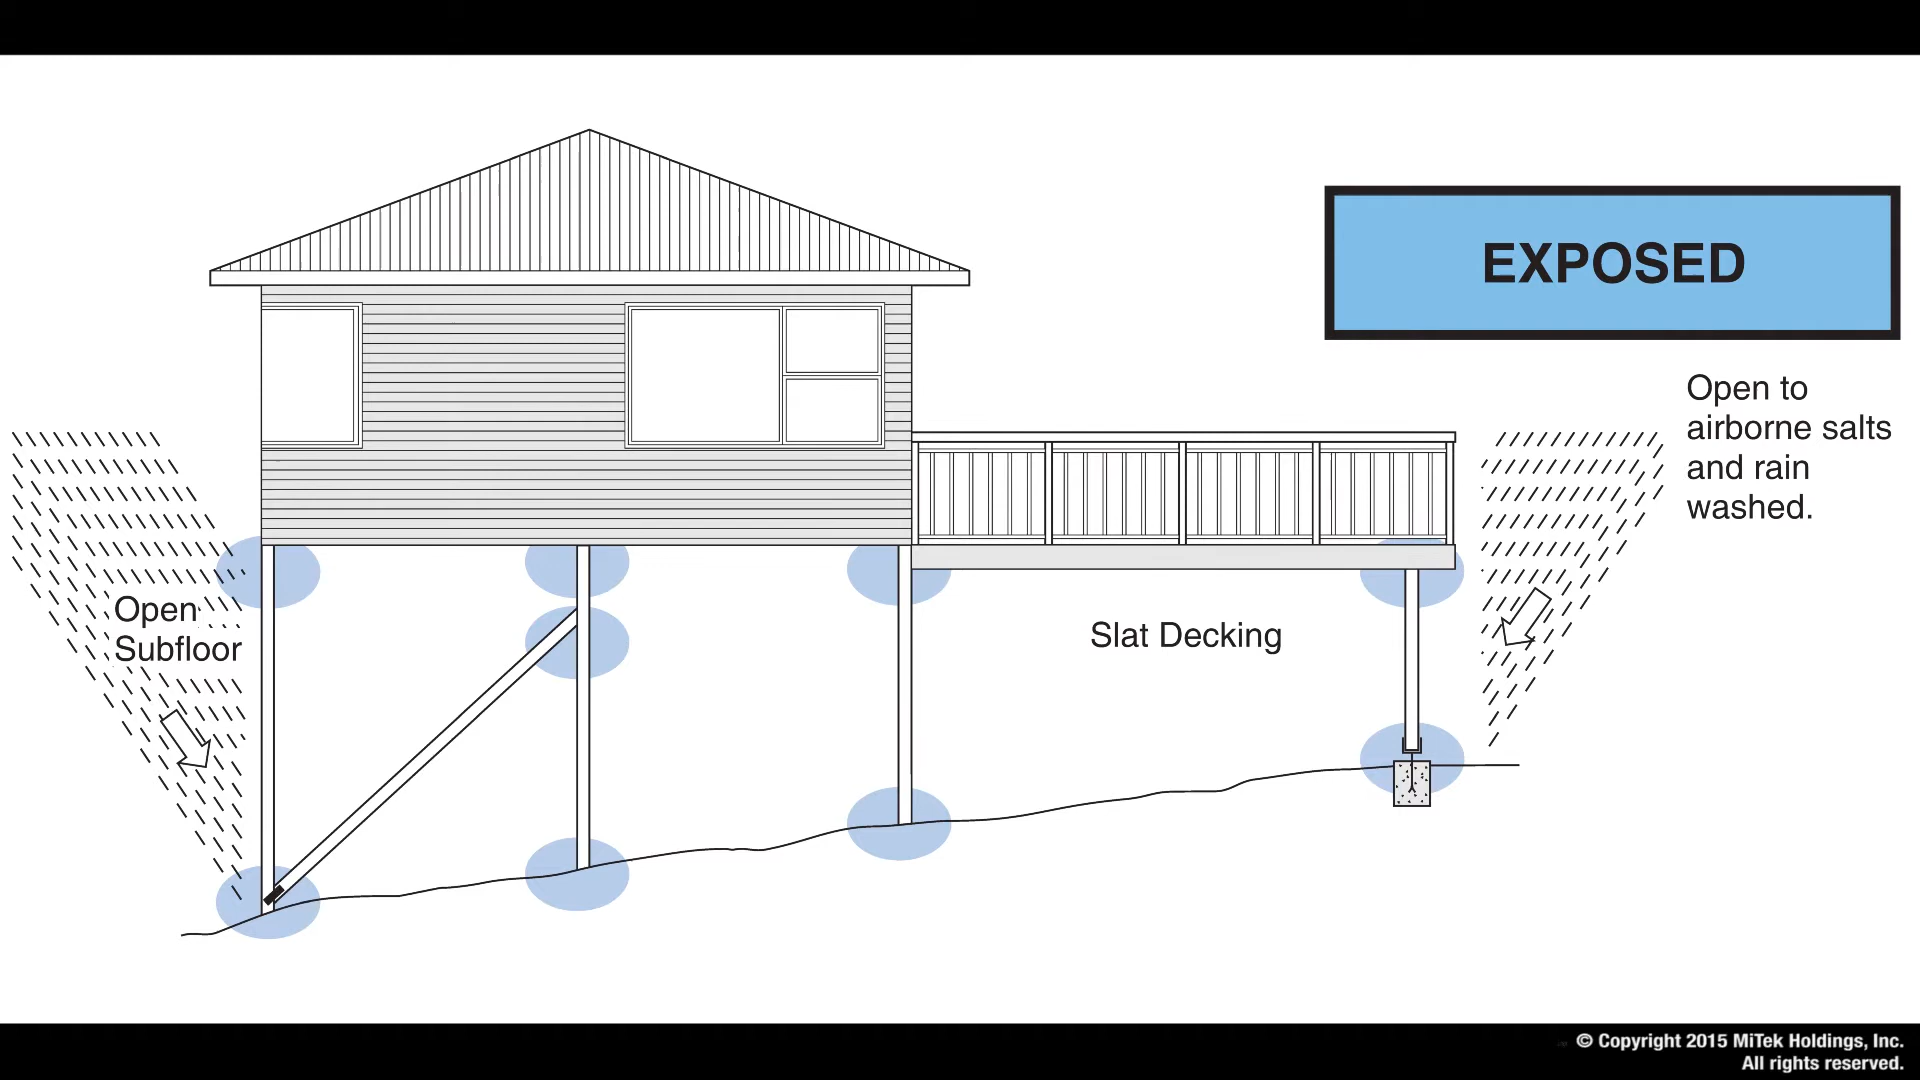 EXPOSED
Open to
airborne salts
and rain
washed.
Open
Subfloor
Slat Decking
© Copyright 2015 MiTek Holdings, Inc.
All rights reserved.